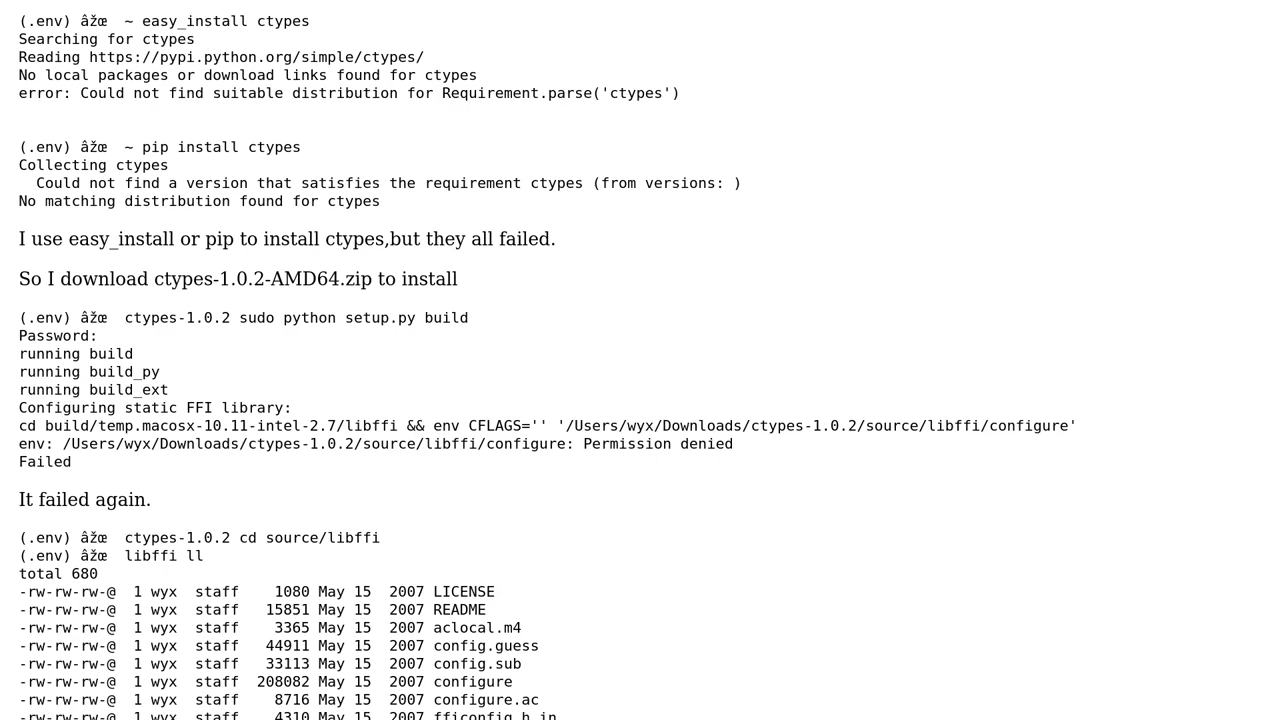 (.env) âžœ  ~ easy_install ctypes
Searching for ctypes
Reading https://pypi.python.org/simple/ctypes/
No local packages or download links found for ctypes
error: Could not find suitable distribution for Requirement.parse('ctypes')
(.env) âžœ  ~ pip install ctypes
Collecting ctypes
  Could not find a version that satisfies the requirement ctypes (from versions: )
No matching distribution found for ctypes
I use easy_install or pip to install ctypes,but they all failed.
So I download ctypes-1.0.2-AMD64.zip to install
(.env) âžœ  ctypes-1.0.2 sudo python setup.py build
Password:
running build
running build_py
running build_ext
Configuring static FFI library:
cd build/temp.macosx-10.11-intel-2.7/libffi && env CFLAGS='' '/Users/wyx/Downloads/ctypes-1.0.2/source/libffi/configure'
env: /Users/wyx/Downloads/ctypes-1.0.2/source/libffi/configure: Permission denied
Failed
It failed again.
(.env) âžœ  ctypes-1.0.2 cd source/libffi
(.env) âžœ  libffi ll
total 680
-rw-rw-rw-@  1 wyx  staff    1080 May 15  2007 LICENSE
-rw-rw-rw-@  1 wyx  staff   15851 May 15  2007 README
-rw-rw-rw-@  1 wyx  staff    3365 May 15  2007 aclocal.m4
-rw-rw-rw-@  1 wyx  staff   44911 May 15  2007 config.guess
-rw-rw-rw-@  1 wyx  staff   33113 May 15  2007 config.sub
-rw-rw-rw-@  1 wyx  staff  208082 May 15  2007 configure
-rw-rw-rw-@  1 wyx  staff    8716 May 15  2007 configure.ac
-rw-rw-rw-@  1 wyx  staff    4310 May 15  2007 fficonfig.h.in